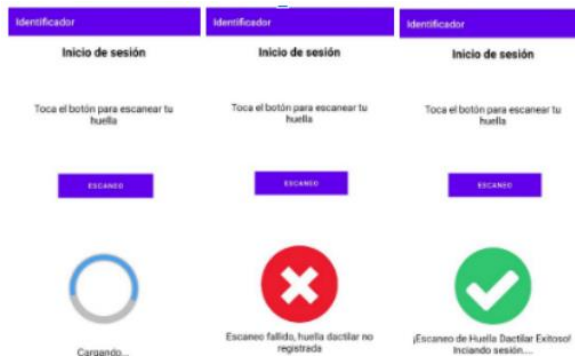 Identificador
Inicio de sesión
Toca el botón para escanear tu
huella
ESCANEO
Cargando...
Identificador
Inicio de sesión
Toca el botón para escanear tu
huella
ESCANEO
Escaneo fallido, huella dactilar no
registrada
Identificador
Inicio de sesión
Toca el botón para escanear tu
huella
ESCANEO
¡Escaneo de Huella Dactilar Exitoso!
Inciando sesión....